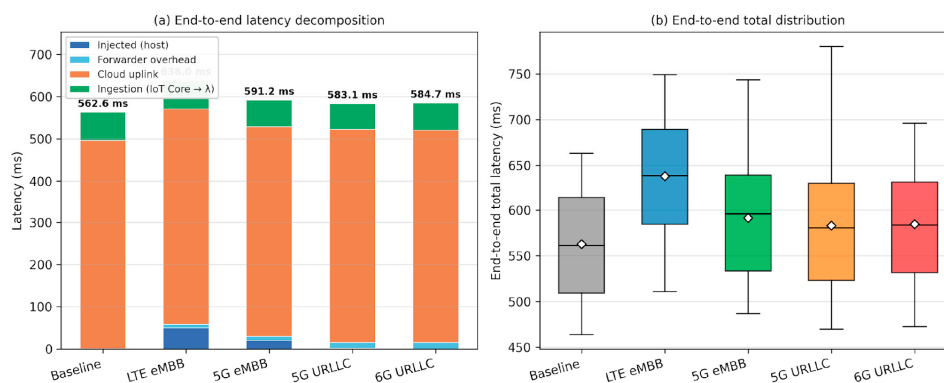 (a) End-to-end latency decomposition
Latency (ms)
700
600
500
400
300
200
100
0
Injected (host)
Forwarder overhead
Cloud uplink
Ingestion (IoT Core → λ)
562.6 ms
591.2 ms
583.1 ms
584.7 ms
Baseline
LTE eMBB
5G eMBB
5G URLLC
6G URLLC
(b) End-to-end total distribution
End-to-end total latency (ms)
750
700
650
600
550
500
450
Baseline
LTE eMBB
5G eMBB
5G URLLC
6G URLLC